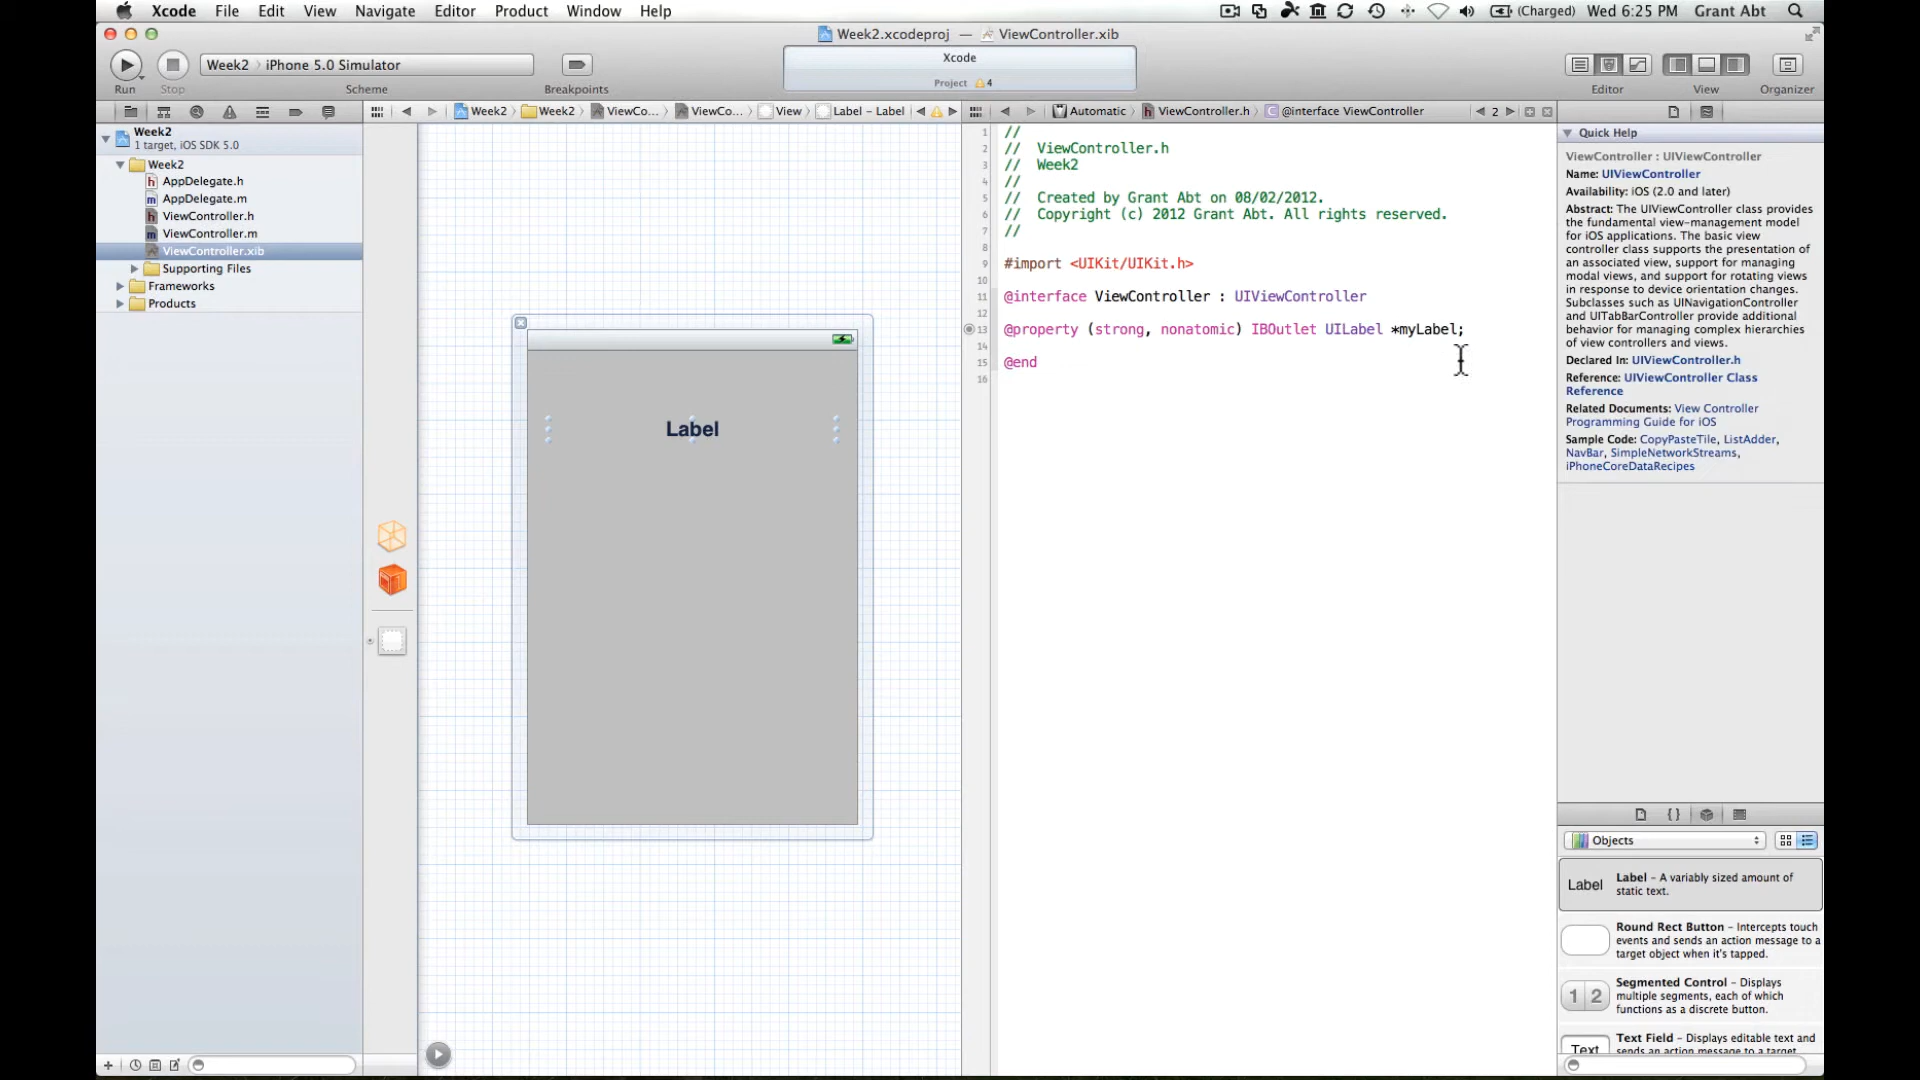 Xcode File Edit View Navigate Editor Product Window Help (Charged) Wed 6:25 PM Grant Abt
Week2.xcodeproj — ViewController.xib
Week2 iPhone 5.0 Simulator
Xcode
Project 4
Run Stop Scheme Breakpoints Editor View Organizer
Week2 Week2 ViewCo... ViewCo... View Label – Label
Automatic ViewController.h @interface ViewController 2
Week2
1 target, iOS SDK 5.0
Week2
AppDelegate.h
AppDelegate.m
ViewController.h
ViewController.m
ViewController.xib
Supporting Files
Frameworks
Products
Label
1 //
2 // ViewController.h
3 // Week2
4 //
5 // Created by Grant Abt on 08/02/2012.
6 // Copyright (c) 2012 Grant Abt. All rights reserved.
7 //
8
9 #import <UIKit/UIKit.h>
10
11 @interface ViewController : UIViewController
12
13 @property (strong, nonatomic) IBOutlet UILabel *myLabel;
14
15 @end
16
Quick Help
ViewController : UIViewController
Name: UIViewController
Availability: iOS (2.0 and later)
Abstract: The UIViewController class provides
the fundamental view-management model
for iOS applications. The basic view
controller class supports the presentation of
an associated view, support for managing
modal views, and support for rotating views
in response to device orientation changes.
Subclasses such as UINavigationController
and UITabBarController provide additional
behavior for managing complex hierarchies
of view controllers and views.
Declared In: UIViewController.h
Reference: UIViewController Class
Reference
Related Documents: View Controller
Programming Guide for iOS
Sample Code: CopyPasteTile, ListAdder,
NavBar, SimpleNetworkStreams,
iPhoneCoreDataRecipes
{ }
Objects
Label Label – A variably sized amount of
static text.
Round Rect Button – Intercepts touch
events and sends an action message to a
target object when it's tapped.
1 2 Segmented Control – Displays
multiple segments, each of which
functions as a discrete button.
Text Text Field – Displays editable text and
sends an action message to a target